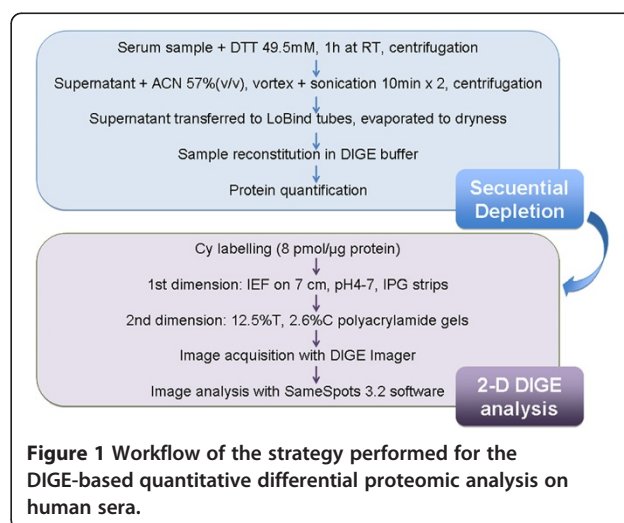 Serum sample + DTT 49.5mM, 1h at RT, centrifugation
Supernatant + ACN 57%(v/v), vortex + sonication 10min x 2, centrifugation
Supernatant transferred to LoBind tubes, evaporated to dryness
Sample reconstitution in DIGE buffer
Protein quantification
Secuential
Depletion
Cy labelling (8 pmol/µg protein)
1st dimension: IEF on 7 cm, pH4-7, IPG strips
2nd dimension: 12.5%T, 2.6%C polyacrylamide gels
Image acquisition with DIGE Imager
Image analysis with SameSpots 3.2 software
2-D DIGE
analysis
Figure 1 Workflow of the strategy performed for the
DIGE-based quantitative differential proteomic analysis on
human sera.